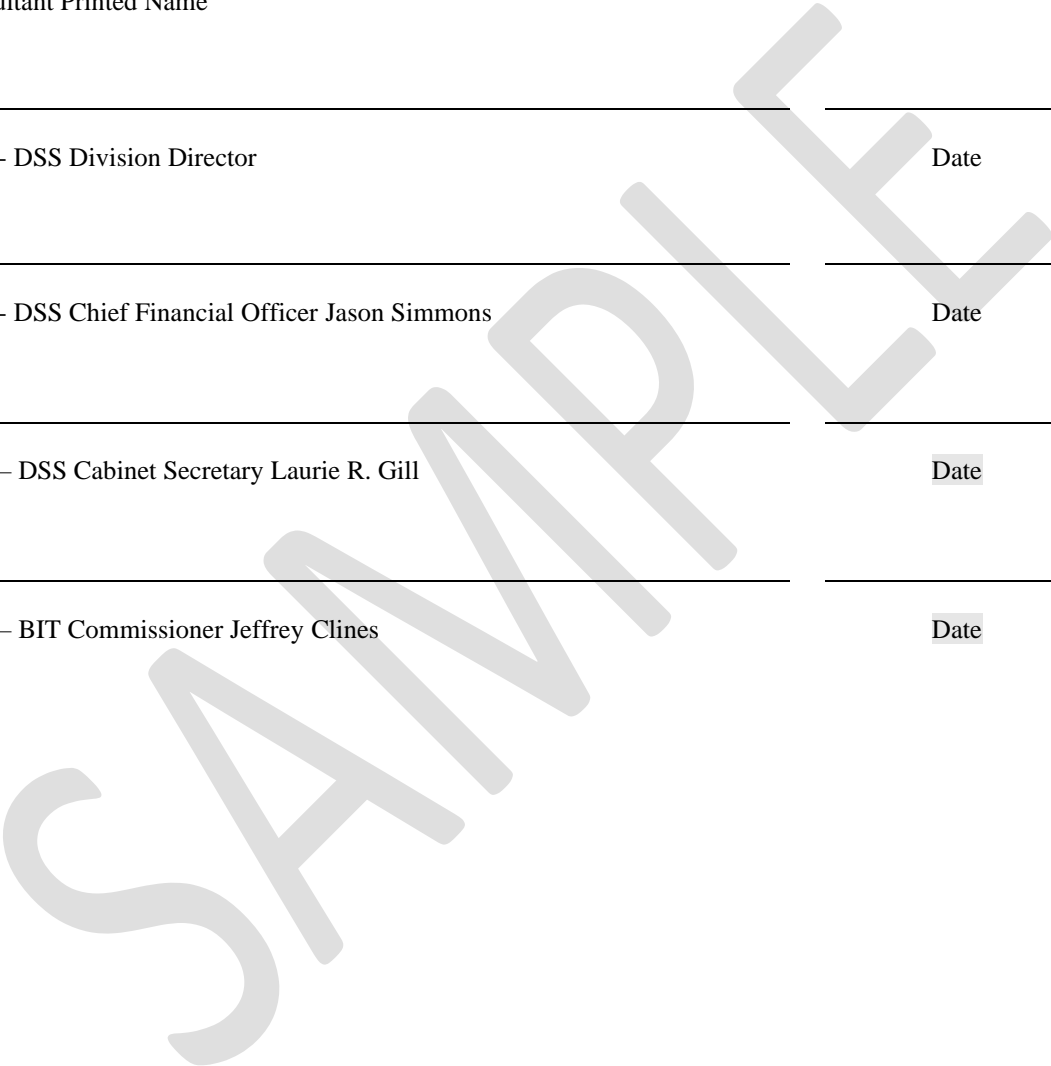 Printed Name
- DSS Division Director Date
- DSS Chief Financial Officer Jason Simmons Date
– DSS Cabinet Secretary Laurie R. Gill Date
– BIT Commissioner Jeffrey Clines Date
SAMPLE